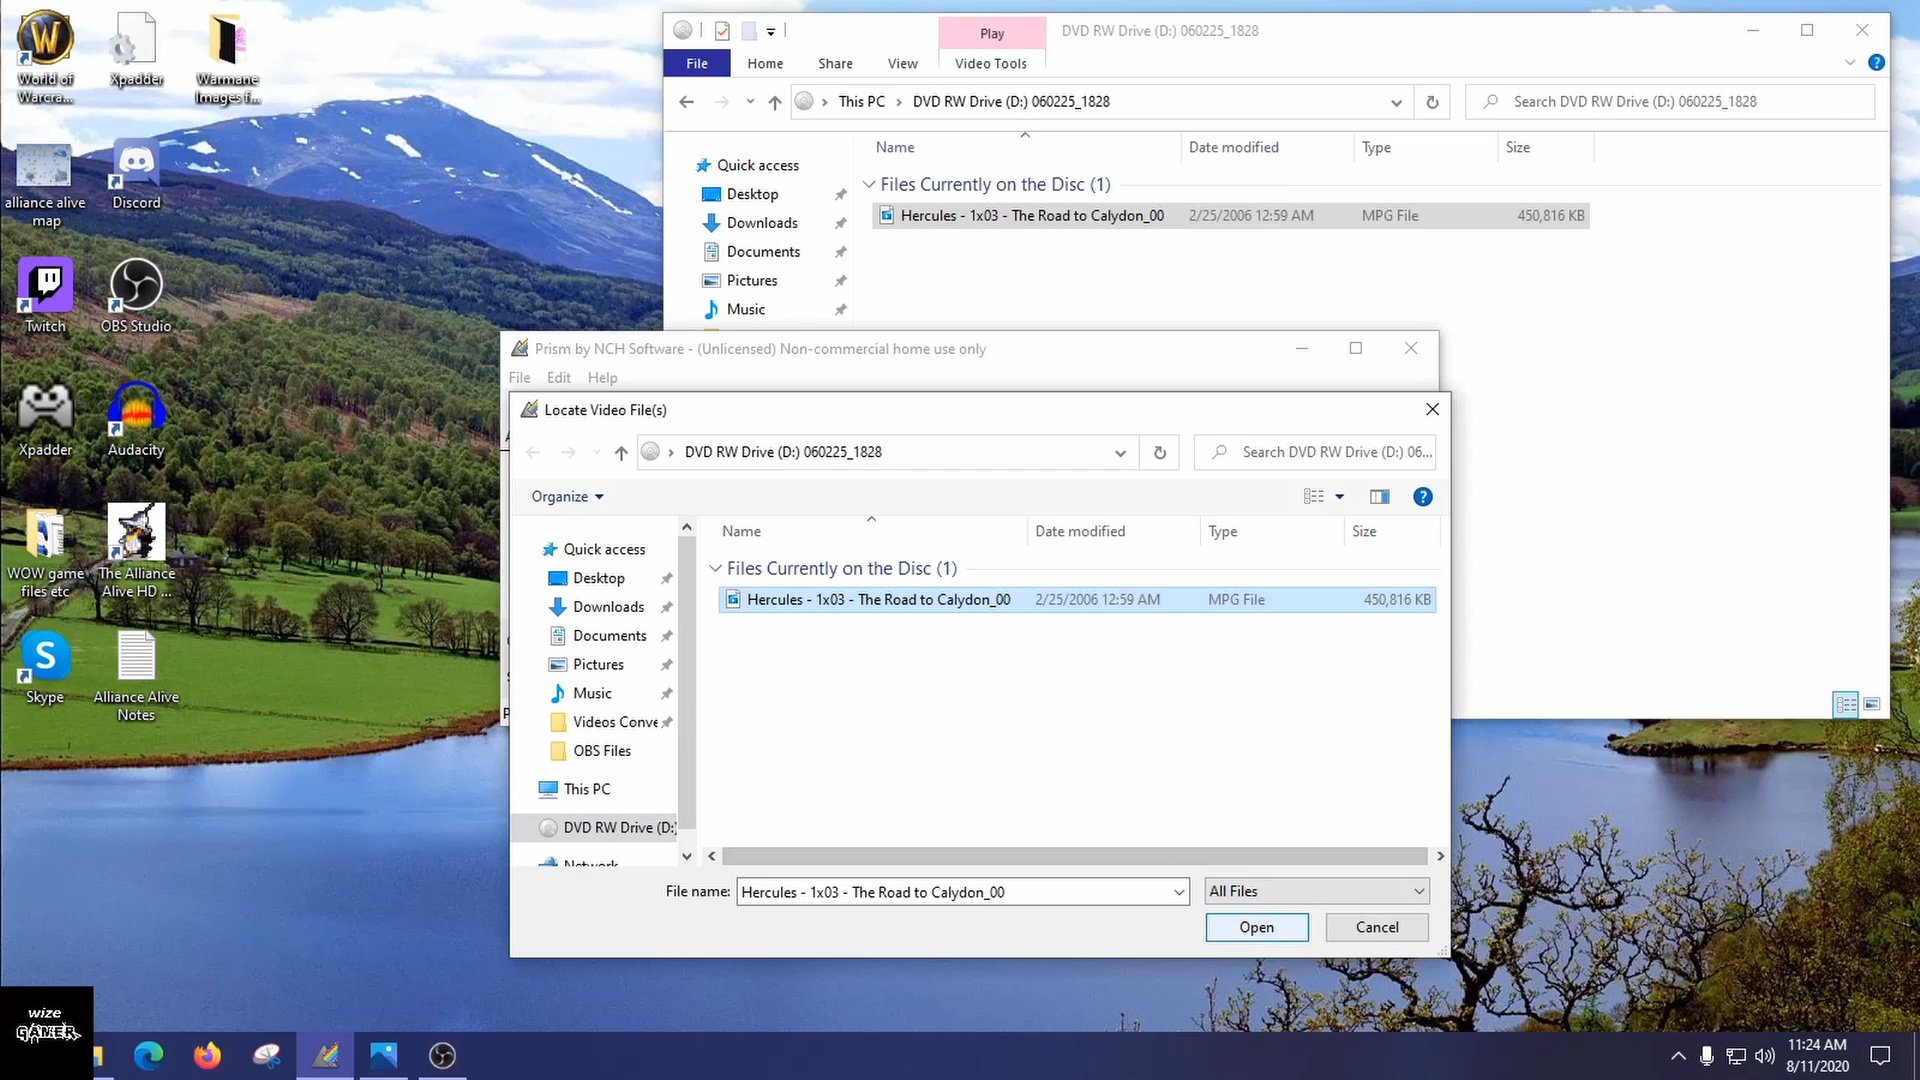 World of
Warcra...
Xpadder
Warmane
Images f...
alliance alive
map
Discord
Twitch
OBS Studio
Xpadder
Audacity
WOW game
files etc
The Alliance
Alive HD ...
Skype
Alliance Alive
Notes
Play
DVD RW Drive (D:) 060225_1828
File
Home
Share
View
Video Tools
This PC
DVD RW Drive (D:) 060225_1828
Search DVD RW Drive (D:) 060225_1828
Name
Date modified
Type
Size
Quick access
Desktop
Downloads
Documents
Pictures
Music
Files Currently on the Disc (1)
Hercules - 1x03 - The Road to Calydon_00
2/25/2006 12:59 AM
MPG File
450,816 KB
Prism by NCH Software - (Unlicensed) Non-commercial home use only
File
Edit
Help
Locate Video File(s)
DVD RW Drive (D:) 060225_1828
Search DVD RW Drive (D:) 06...
Organize
Name
Date modified
Type
Size
Quick access
Desktop
Downloads
Documents
Pictures
Music
Videos Conve
OBS Files
This PC
DVD RW Drive (D:)
Network
Files Currently on the Disc (1)
Hercules - 1x03 - The Road to Calydon_00
2/25/2006 12:59 AM
MPG File
450,816 KB
File name:
Hercules - 1x03 - The Road to Calydon_00
All Files
Open
Cancel
wize
GAMER
11:24 AM
8/11/2020